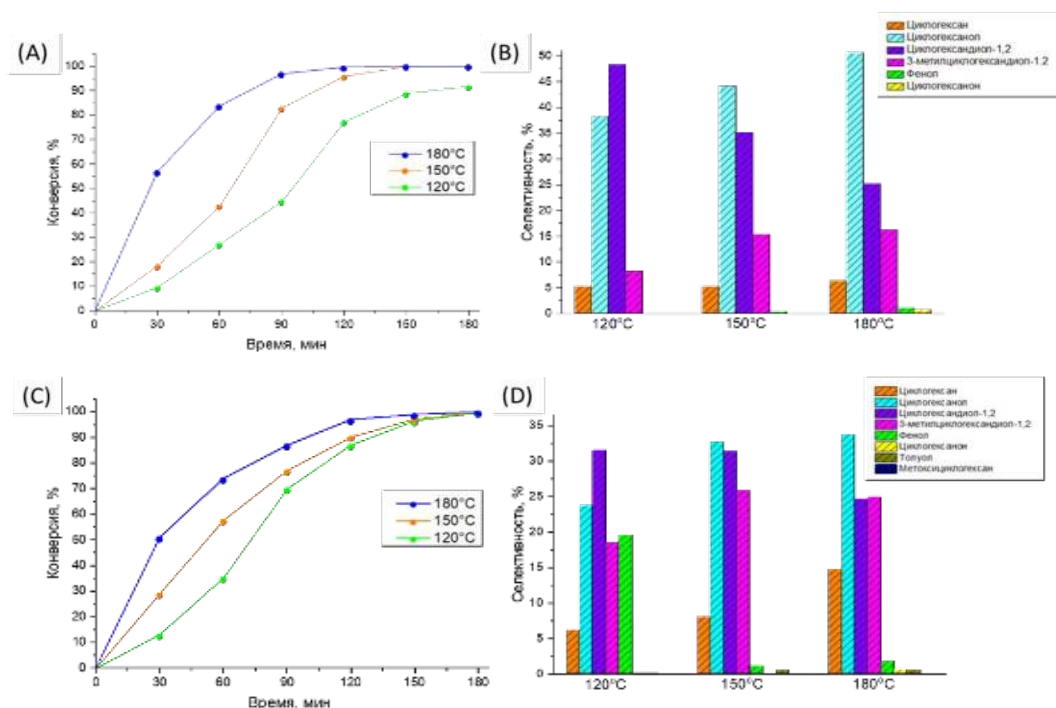 (A)
Конверсия, %
100
90
80
70
60
50
40
30
20
10
0
0 30 60 90 120 150 180
Время, мин
180°C
150°C
120°C
(B)
Селективность, %
50
45
40
35
30
25
20
15
10
5
0
120°C 150°C 180°C
Циклогексан
Циклогексанол
Циклогександиол-1,2
3-метилциклогександиол-1,2
Фенол
Циклогексанон
(C)
Конверсия, %
100
90
80
70
60
50
40
30
20
10
0
0 30 60 90 120 150 180
Время, мин
180°C
150°C
120°C
(D)
Селективность, %
35
30
25
20
15
10
5
0
120°C 150°C 180°C
Циклогексан
Циклогексанол
Циклогександиол-1,2
3-метилциклогександиол-1,2
Фенол
Циклогексанон
Толуол
Метоксициклогексан